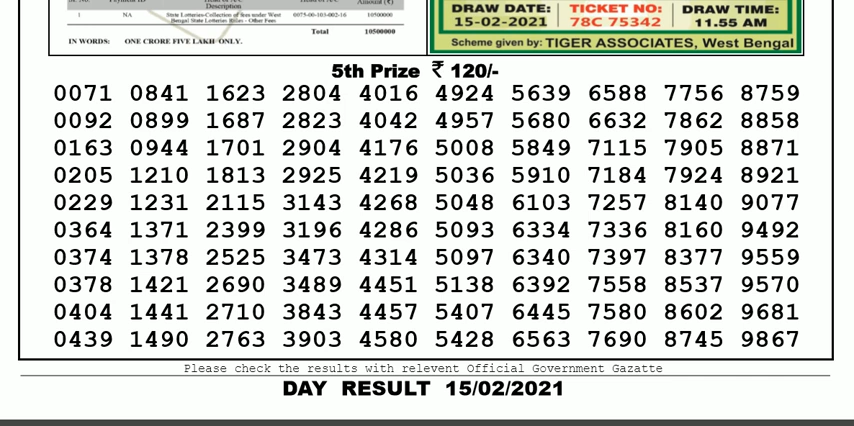 1 NA State Lotteries-Collection of fees under West Bengal State Lotteries Rules - Other Fees 0075-00-103-002-16 10500000
Total 10500000
IN WORDS: ONE CRORE FIVE LAKH ONLY.
DRAW DATE: 15-02-2021
TICKET NO: 78C 75342
DRAW TIME: 11.55 AM
Scheme given by: TIGER ASSOCIATES, West Bengal
5th Prize ₹ 120/-
0071 0841 1623 2804 4016 4924 5639 6588 7756 8759
0092 0899 1687 2823 4042 4957 5680 6632 7862 8858
0163 0944 1701 2904 4176 5008 5849 7115 7905 8871
0205 1210 1813 2925 4219 5036 5910 7184 7924 8921
0229 1231 2115 3143 4268 5048 6103 7257 8140 9077
0364 1371 2399 3196 4286 5093 6334 7336 8160 9492
0374 1378 2525 3473 4314 5097 6340 7397 8377 9559
0378 1421 2690 3489 4451 5138 6392 7558 8537 9570
0404 1441 2710 3843 4457 5407 6445 7580 8602 9681
0439 1490 2763 3903 4580 5428 6563 7690 8745 9867
Please check the results with relevent Official Government Gazatte
DAY RESULT 15/02/2021